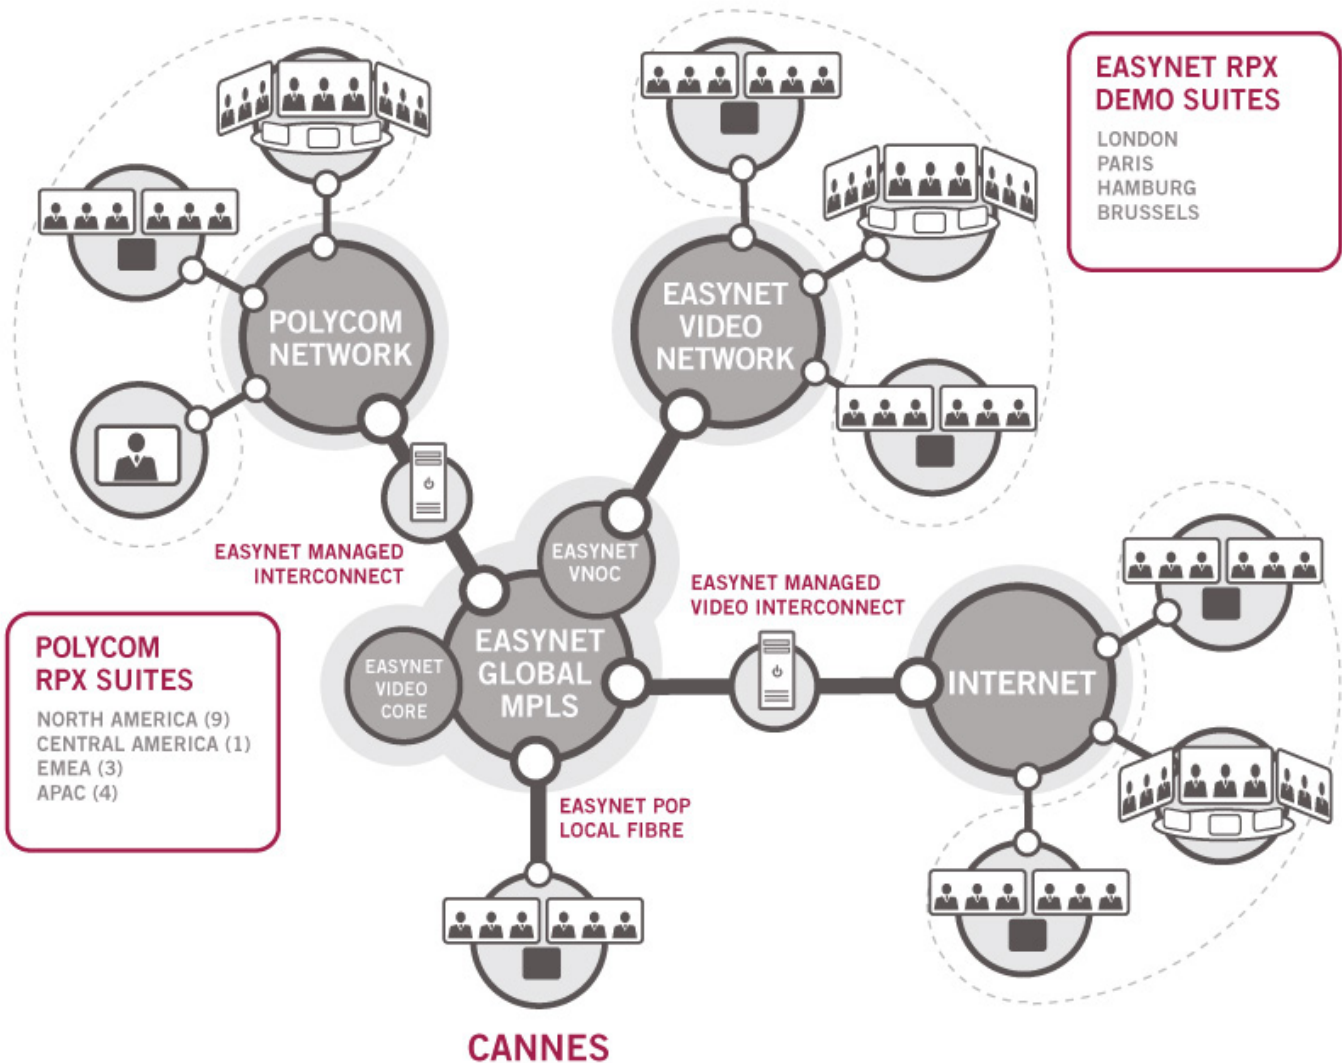 EASYNET RPX
DEMO SUITES
LONDON
PARIS
HAMBURG
BRUSSELS
POLYCOM
NETWORK
EASYNET
VIDEO
NETWORK
EASYNET MANAGED
INTERCONNECT
EASYNET
VNOC
EASYNET MANAGED
VIDEO INTERCONNECT
POLYCOM
RPX SUITES
NORTH AMERICA (9)
CENTRAL AMERICA (1)
EMEA (3)
APAC (4)
EASYNET
VIDEO
CORE
EASYNET
GLOBAL
MPLS
INTERNET
EASYNET POP
LOCAL FIBRE
CANNES